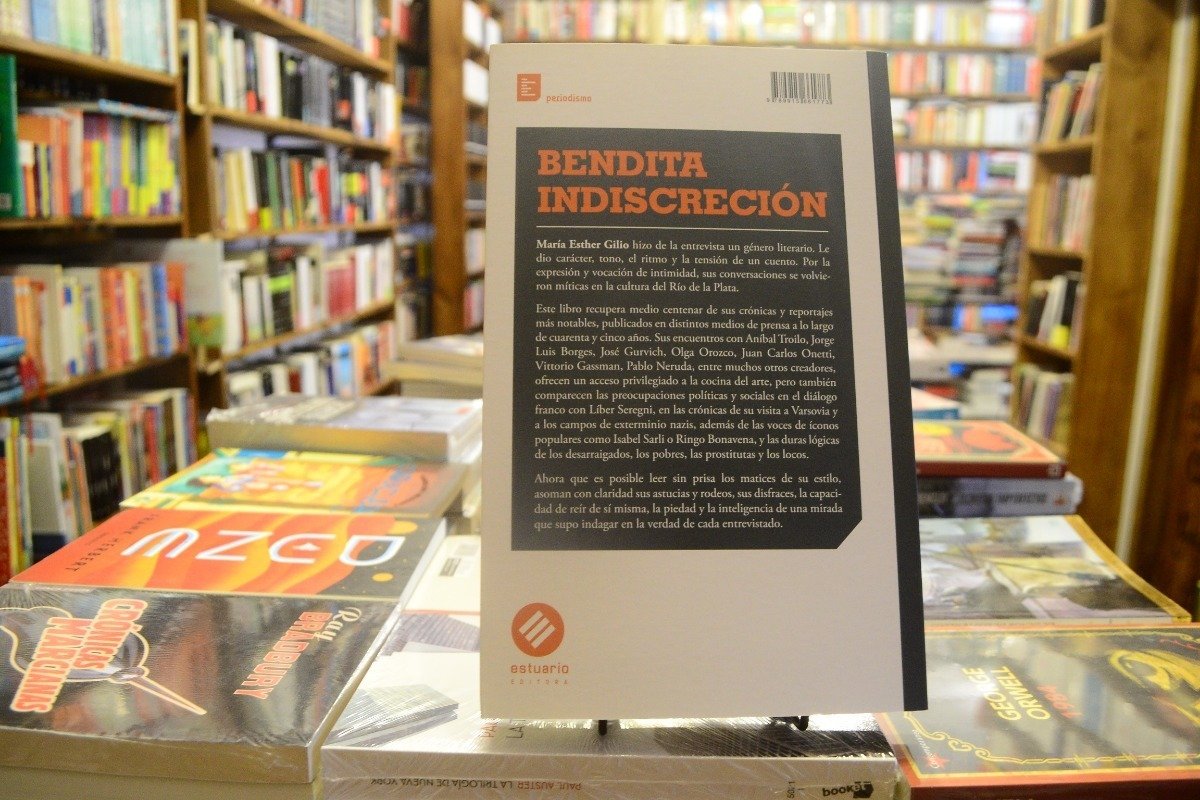 periodismo
BENDITA
INDISCRECIÓN
María Esther Gilio hizo de la entrevista un género literario. Le
dio carácter, tono, el ritmo y la tensión de un cuento. Por la
expresión y vocación de intimidad, sus conversaciones se volvie-
ron míticas en la cultura del Río de la Plata.
Este libro recupera medio centenar de sus crónicas y reportajes
más notables, publicados en distintos medios de prensa a lo largo
de cuarenta y cinco años. Sus encuentros con Aníbal Troilo, Jorge
Luis Borges, José Gurvich, Olga Orozco, Juan Carlos Onetti,
Vittorio Gassman, Pablo Neruda, entre muchos otros creadores,
ofrecen un acceso privilegiado a la cocina del arte, pero también
comparecen las preocupaciones políticas y sociales en el diálogo
franco con Líber Seregni, en las crónicas de su visita a Varsovia y
a los campos de exterminio nazis, además de las voces de íconos
populares como Isabel Sarli o Ringo Bonavena, y las duras lógicas
de los desarraigados, los pobres, las prostitutas y los locos.
Ahora que es posible leer sin prisa los matices de su estilo,
asoman con claridad sus astucias y rodeos, sus disfraces, la capaci-
dad de reír de sí misma, la piedad y la inteligencia de una mirada
que supo indagar en la verdad de cada entrevistado.
estuario
EDITORA
FRANK HERBERT
DUNE
Ray
BRADBURY
CRÓNICAS
MARCIANAS
GEORGE
ORWELL
1984
PAUL AUSTER LA TRILOGÍA DE NUEVA YORK
booket